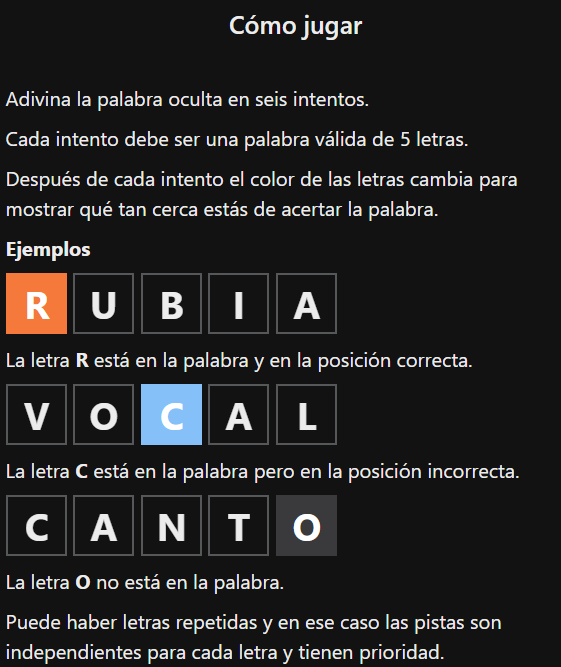 Cómo jugar
Adivina la palabra oculta en seis intentos.
Cada intento debe ser una palabra válida de 5 letras.
Después de cada intento el color de las letras cambia para
mostrar qué tan cerca estás de acertar la palabra.
Ejemplos
R U B I A
La letra R está en la palabra y en la posición correcta.
V O C A L
La letra C está en la palabra pero en la posición incorrecta.
C A N T O
La letra O no está en la palabra.
Puede haber letras repetidas y en ese caso las pistas son
independientes para cada letra y tienen prioridad.